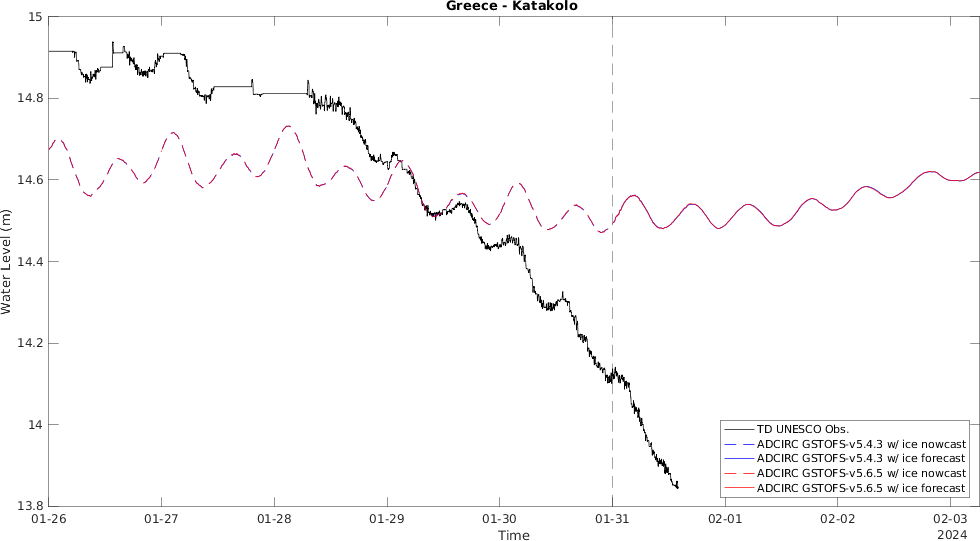 Greece - Katakolo
15
14.8
14.6
14.4
14.2
14
13.8
Water Level (m)
01-26
01-27
01-28
01-29
01-30
01-31
02-01
02-02
02-03
Time
2024
TD UNESCO Obs.
ADCIRC GSTOFS-v5.4.3 w/ ice nowcast
ADCIRC GSTOFS-v5.4.3 w/ ice forecast
ADCIRC GSTOFS-v5.6.5 w/ ice nowcast
ADCIRC GSTOFS-v5.6.5 w/ ice forecast